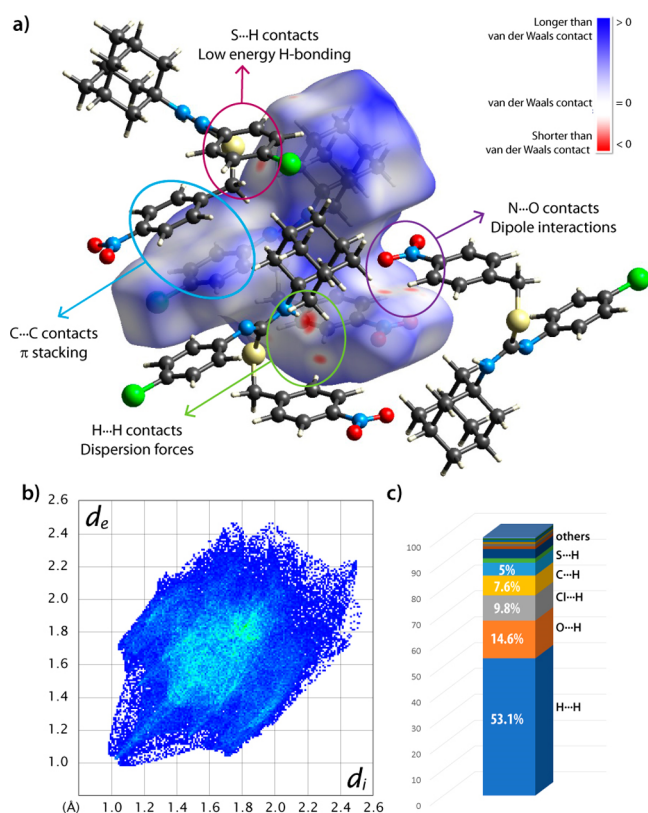 a)
S···H contacts
Low energy H-bonding
Longer than
van der Waals contact
> 0
van der Waals contact
= 0
Shorter than
van der Waals contact
< 0
N···O contacts
Dipole interactions
C···C contacts
π stacking
H···H contacts
Dispersion forces
b)
2.6
2.4
2.2
2.0
1.8
1.6
1.4
1.2
1.0
de
di
(Å)
1.0 1.2 1.4 1.6 1.8 2.0 2.2 2.4 2.6
c)
100
90
80
70
60
50
40
30
20
10
0
others
S···H
5%
C···H
7.6%
Cl···H
9.8%
O···H
14.6%
H···H
53.1%